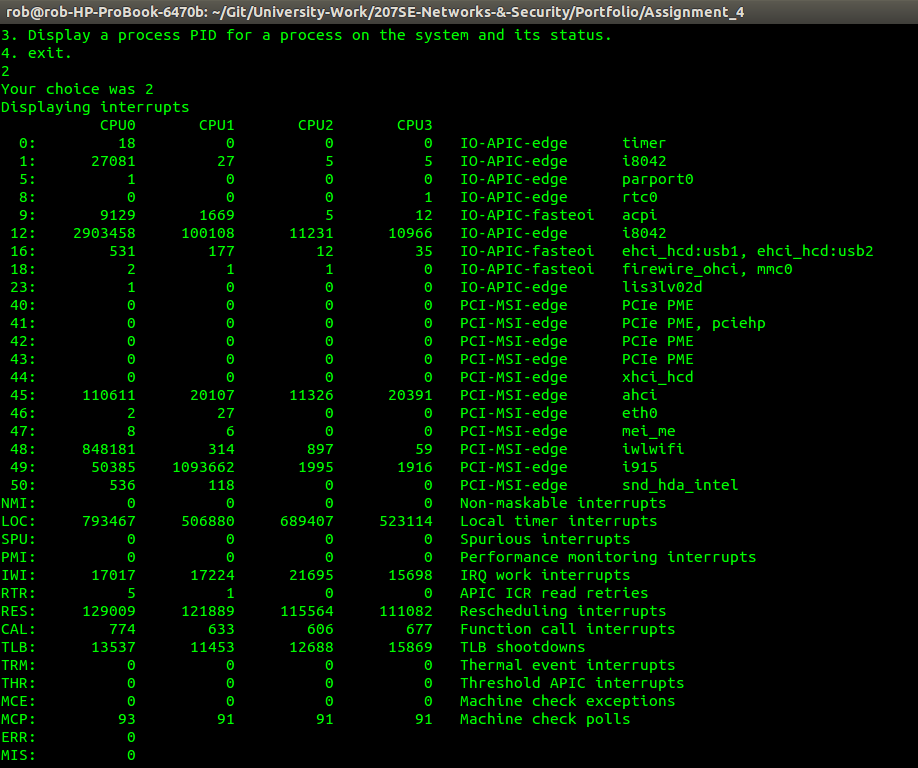 rob@rob-HP-ProBook-6470b: ~/Git/University-Work/207SE-Networks-&-Security/Portfolio/Assignment_4
3. Display a process PID for a process on the system and its status.
4. exit.
2
Your choice was 2
Displaying interrupts
           CPU0       CPU1       CPU2       CPU3
  0:         18          0          0          0   IO-APIC-edge      timer
  1:      27081         27          5          5   IO-APIC-edge      i8042
  5:          1          0          0          0   IO-APIC-edge      parport0
  8:          0          0          0          1   IO-APIC-edge      rtc0
  9:       9129       1669          5         12   IO-APIC-fasteoi   acpi
 12:    2903458     100108      11231      10966   IO-APIC-edge      i8042
 16:        531        177         12         35   IO-APIC-fasteoi   ehci_hcd:usb1, ehci_hcd:usb2
 18:          2          1          1          0   IO-APIC-fasteoi   firewire_ohci, mmc0
 23:          1          0          0          0   IO-APIC-edge      lis3lv02d
 40:          0          0          0          0   PCI-MSI-edge      PCIe PME
 41:          0          0          0          0   PCI-MSI-edge      PCIe PME, pciehp
 42:          0          0          0          0   PCI-MSI-edge      PCIe PME
 43:          0          0          0          0   PCI-MSI-edge      PCIe PME
 44:          0          0          0          0   PCI-MSI-edge      xhci_hcd
 45:     110611      20107      11326      20391   PCI-MSI-edge      ahci
 46:          2         27          0          0   PCI-MSI-edge      eth0
 47:          8          6          0          0   PCI-MSI-edge      mei_me
 48:     848181        314        897         59   PCI-MSI-edge      iwlwifi
 49:      50385    1093662       1995       1916   PCI-MSI-edge      i915
 50:        536        118          0          0   PCI-MSI-edge      snd_hda_intel
NMI:          0          0          0          0   Non-maskable interrupts
LOC:     793467     506880     689407     523114   Local timer interrupts
SPU:          0          0          0          0   Spurious interrupts
PMI:          0          0          0          0   Performance monitoring interrupts
IWI:      17017      17224      21695      15698   IRQ work interrupts
RTR:          5          1          0          0   APIC ICR read retries
RES:     129009     121889     115564     111082   Rescheduling interrupts
CAL:        774        633        606        677   Function call interrupts
TLB:      13537      11453      12688      15869   TLB shootdowns
TRM:          0          0          0          0   Thermal event interrupts
THR:          0          0          0          0   Threshold APIC interrupts
MCE:          0          0          0          0   Machine check exceptions
MCP:         93         91         91         91   Machine check polls
ERR:          0
MIS:          0